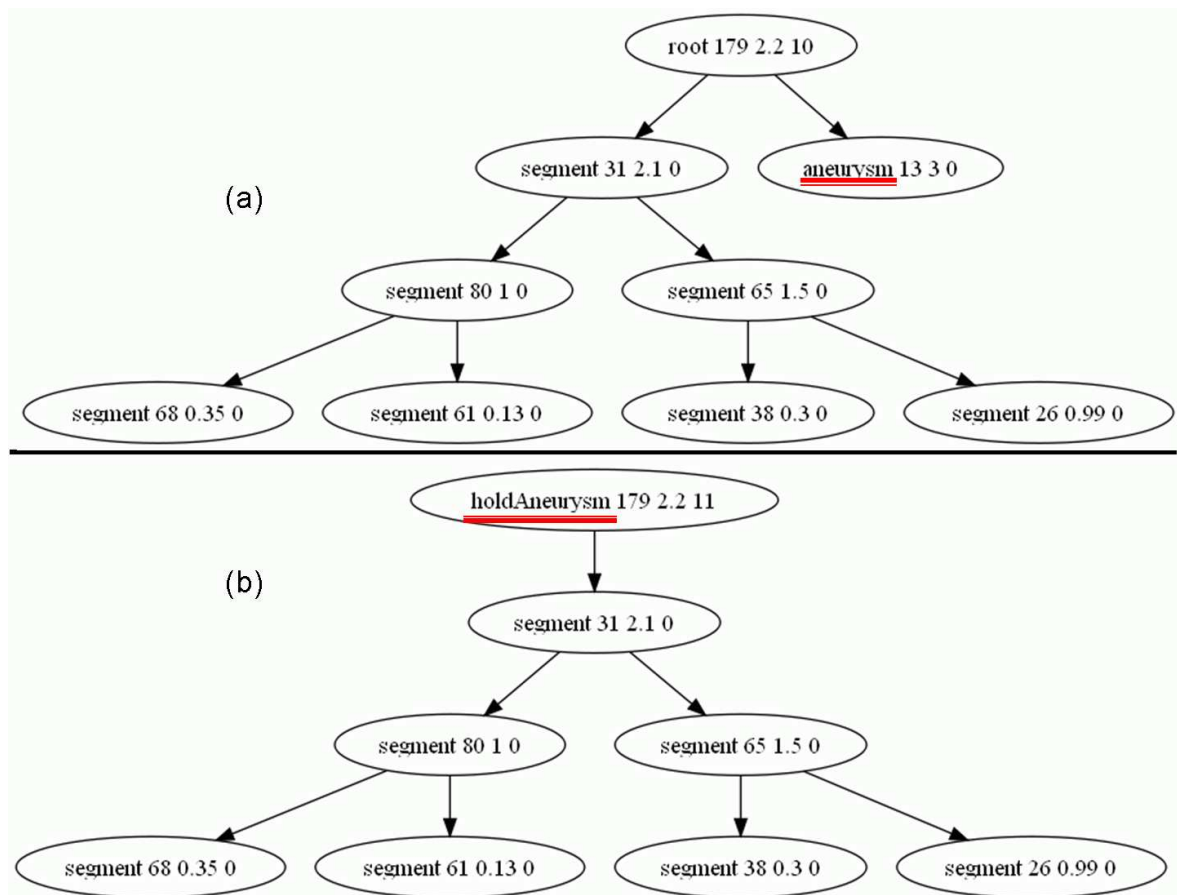 root 179 2.2 10
segment 31 2.1 0
aneurysm 13 3 0
(a)
segment 80 1 0
segment 65 1.5 0
segment 68 0.35 0
segment 61 0.13 0
segment 38 0.3 0
segment 26 0.99 0
holdAneurysm 179 2.2 11
(b)
segment 31 2.1 0
segment 80 1 0
segment 65 1.5 0
segment 68 0.35 0
segment 61 0.13 0
segment 38 0.3 0
segment 26 0.99 0